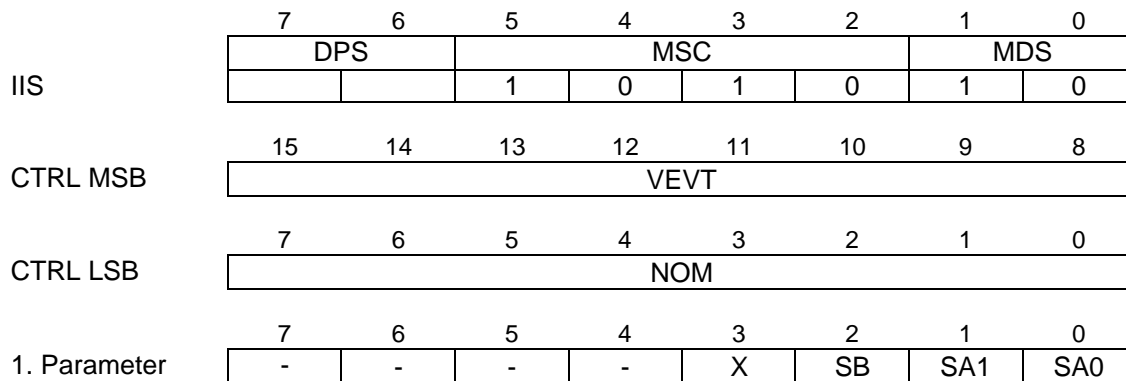 7 6 5 4 3 2 1 0
DPS MSC MDS
IIS 1 0 1 0 1 0
15 14 13 12 11 10 9 8
CTRL MSB VEVT
7 6 5 4 3 2 1 0
CTRL LSB NOM
7 6 5 4 3 2 1 0
1. Parameter - - - - X SB SA1 SA0